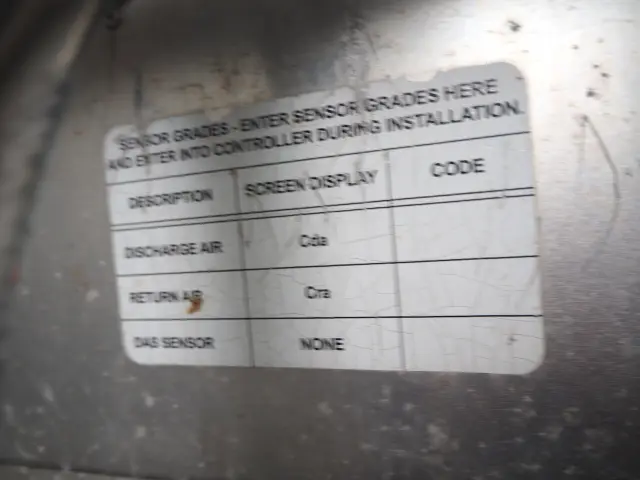 SENSOR GRADES - ENTER SENSOR GRADES HERE
AND ENTER INTO CONTROLLER DURING INSTALLATION.
DESCRIPTION SCREEN DISPLAY CODE
DISCHARGE AIR Cda
RETURN AIR Cra
DAS SENSOR NONE